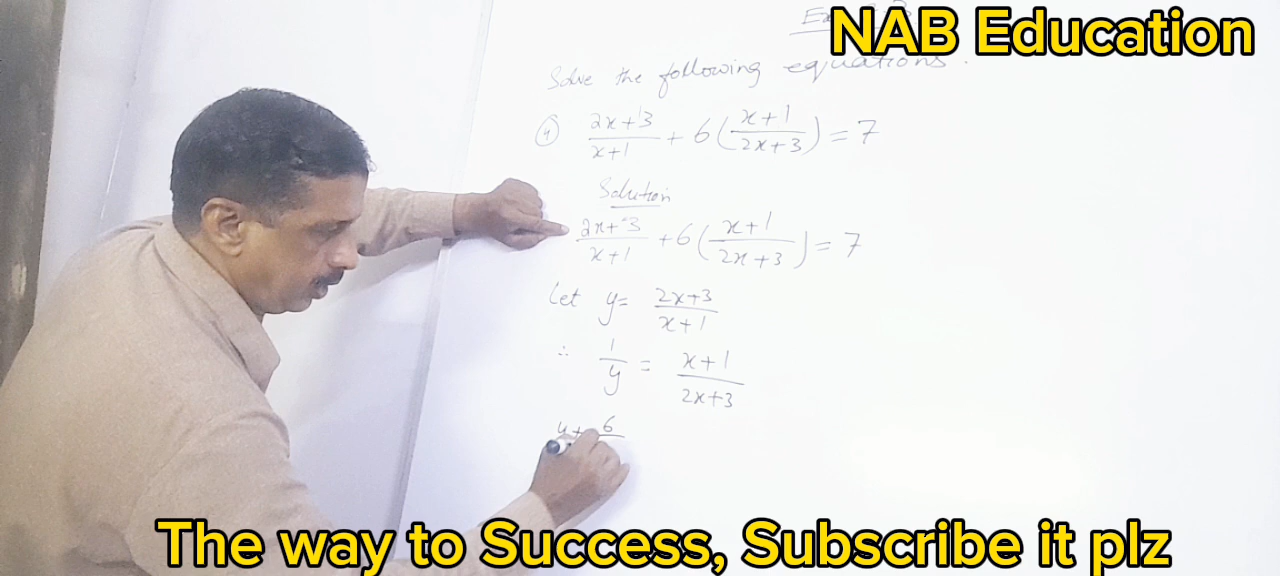 NAB Education
Solve the following equations.
④ (2x+3)/(x+1) + 6((x+1)/(2x+3)) = 7
Solution
(2x+3)/(x+1) + 6((x+1)/(2x+3)) = 7
Let y = (2x+3)/(x+1)
∴ 1/y = (x+1)/(2x+3)
y + 6
The way to Success, Subscribe it plz